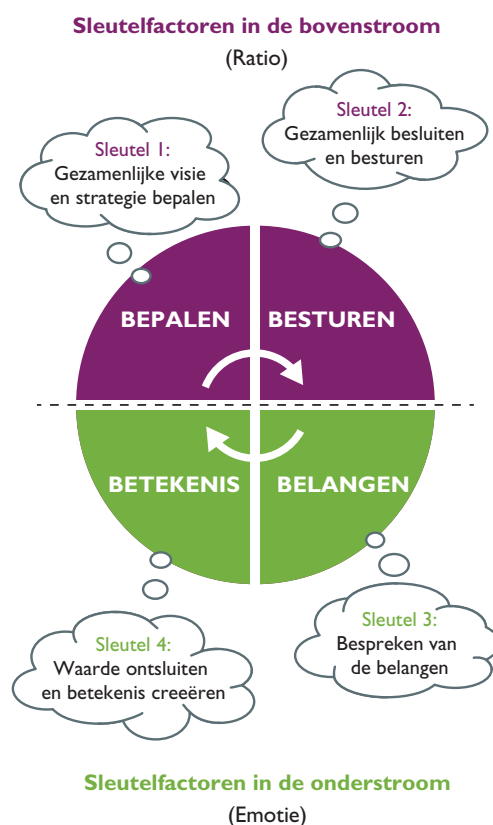 Sleutelfactoren in de bovenstroom
(Ratio)
Sleutel 1:
Gezamenlijke visie
en strategie bepalen
Sleutel 2:
Gezamenlijk besluiten
en besturen
BEPALEN
BESTUREN
BETEKENIS
BELANGEN
Sleutel 4:
Waarde ontsluiten
en betekenis creeëren
Sleutel 3:
Bespreken van
de belangen
Sleutelfactoren in de onderstroom
(Emotie)